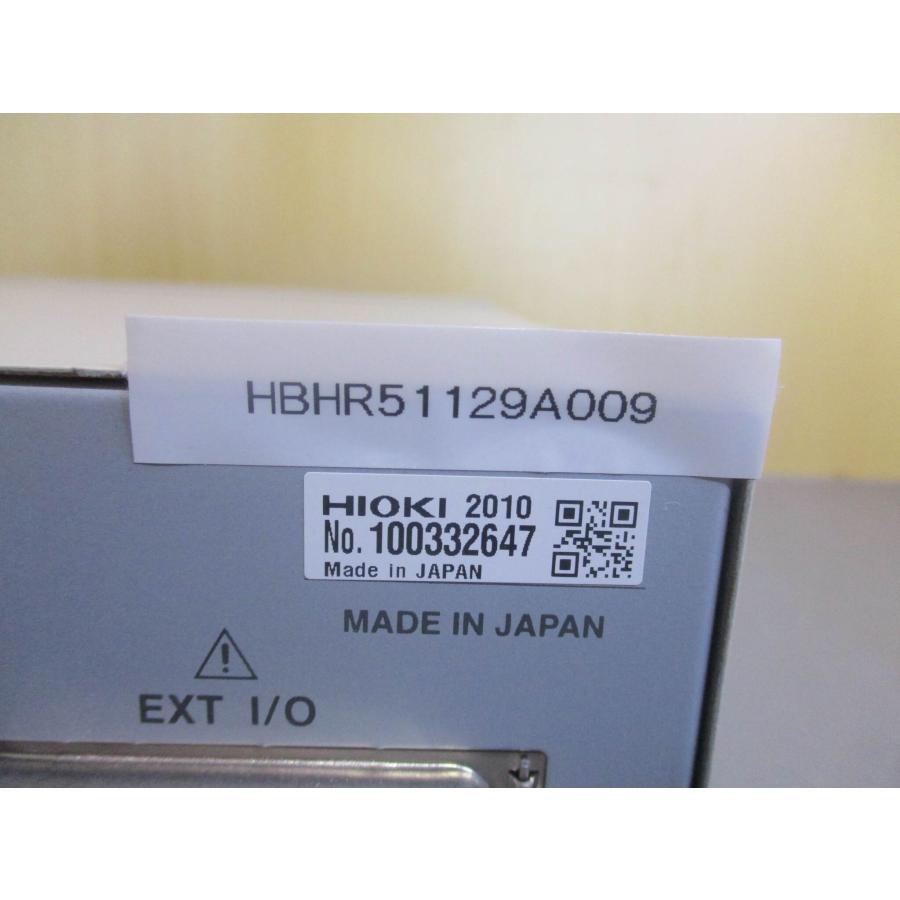 HBHR51129A009
HIOKI 2010
No. 100332647
Made in JAPAN
MADE IN JAPAN
EXT I/O